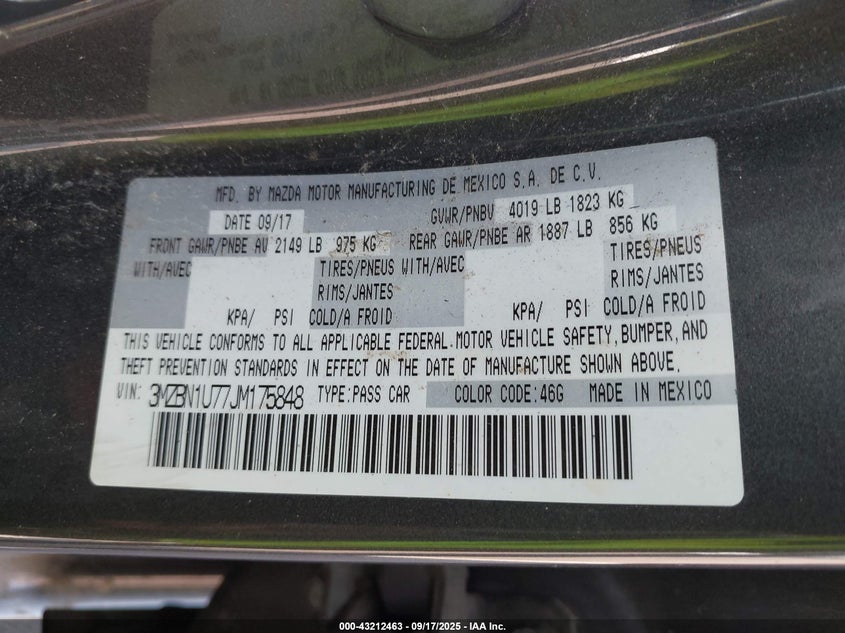 MFD. BY MAZDA MOTOR MANUFACTURING DE MEXICO S.A. DE C.V.
DATE 09/17 GVWR/PNBV 4019 LB 1823 KG
FRONT GAWR/PNBE AV 2149 LB 975 KG REAR GAWR/PNBE AR 1887 LB 856 KG
WITH/AVEC TIRES/PNEUS WITH/AVEC TIRES/PNEUS
RIMS/JANTES RIMS/JANTES
KPA/ PSI COLD/A FROID KPA/ PSI COLD/A FROID
THIS VEHICLE CONFORMS TO ALL APPLICABLE FEDERAL MOTOR VEHICLE SAFETY, BUMPER, AND
THEFT PREVENTION STANDARDS IN EFFECT ON THE DATE OF MANUFACTURE SHOWN ABOVE.
VIN: 3MZBN1U77JM175848 TYPE:PASS CAR COLOR CODE:46G MADE IN MEXICO
000-43212463 - 09/17/2025 - IAA Inc.